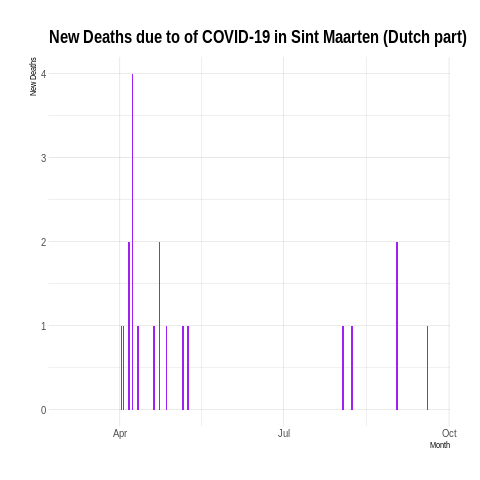 New Deaths due to of COVID-19 in Sint Maarten (Dutch part)
New Deaths
4
3
2
1
0
Apr
Jul
Oct
Month